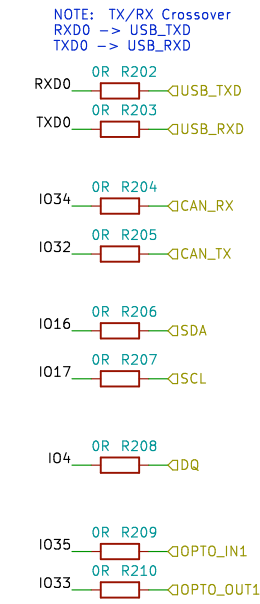 NOTE: TX/RX Crossover
RXD0 -> USB_TXD
TXD0 -> USB_RXD
0R R202
RXD0 USB_TXD
0R R203
TXD0 USB_RXD
0R R204
IO34 CAN_RX
0R R205
IO32 CAN_TX
0R R206
IO16 SDA
0R R207
IO17 SCL
0R R208
IO4 DQ
0R R209
IO35 OPTO_IN1
0R R210
IO33 OPTO_OUT1